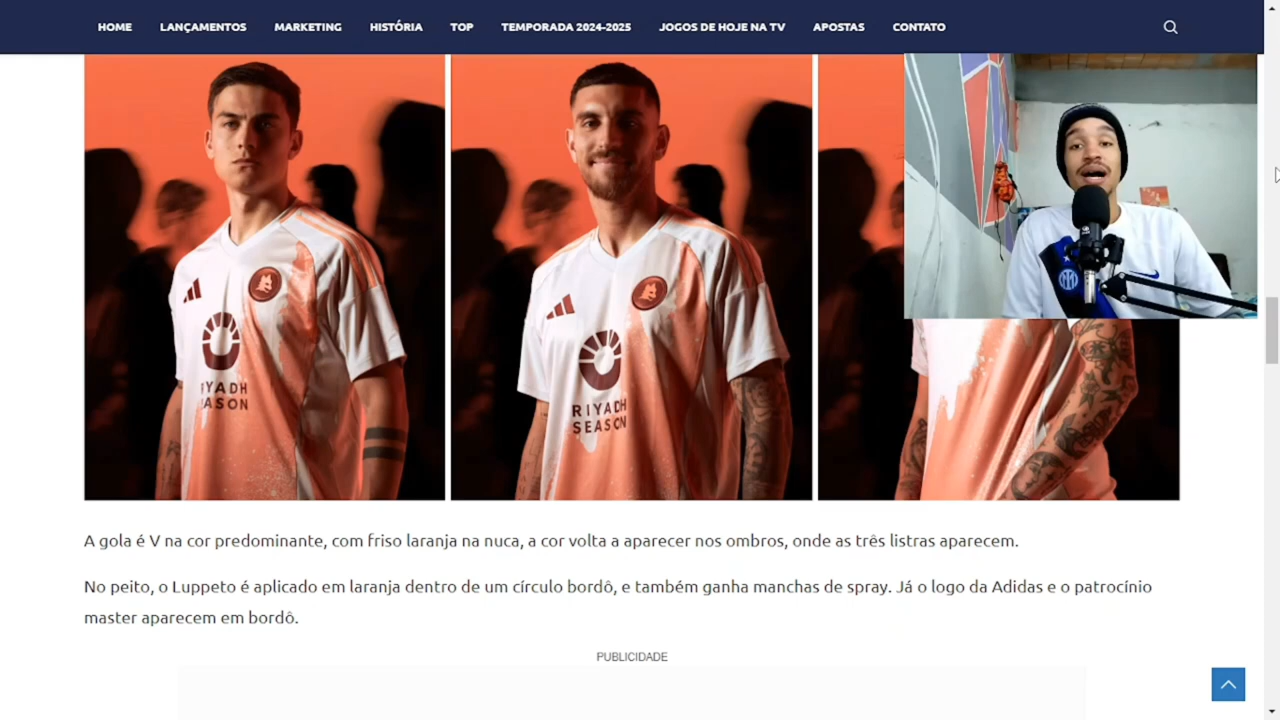 HOME LANÇAMENTOS MARKETING HISTÓRIA TOP TEMPORADA 2024-2025 JOGOS DE HOJE NA TV APOSTAS CONTATO
RIYADH
SEASON
RIYADH
SEASON
A gola é V na cor predominante, com friso laranja na nuca, a cor volta a aparecer nos ombros, onde as três listras aparecem.
No peito, o Luppeto é aplicado em laranja dentro de um círculo bordô, e também ganha manchas de spray. Já o logo da Adidas e o patrocínio
master aparecem em bordô.
PUBLICIDADE